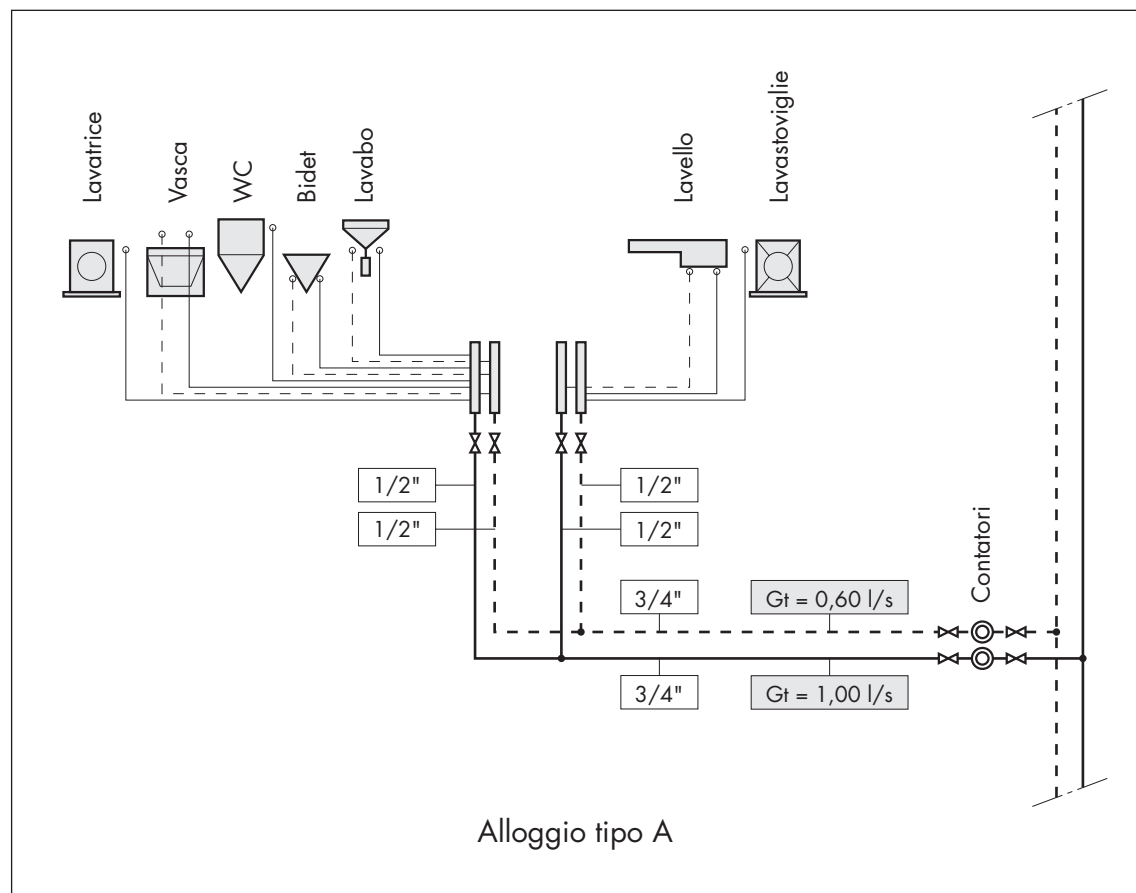 Lavatrice
Vasca
WC
Bidet
Lavabo
Lavello
Lavastoviglie
1/2"
1/2"
1/2"
1/2"
Contatori
3/4"
Gt = 0,60 l/s
3/4"
Gt = 1,00 l/s
Alloggio tipo A